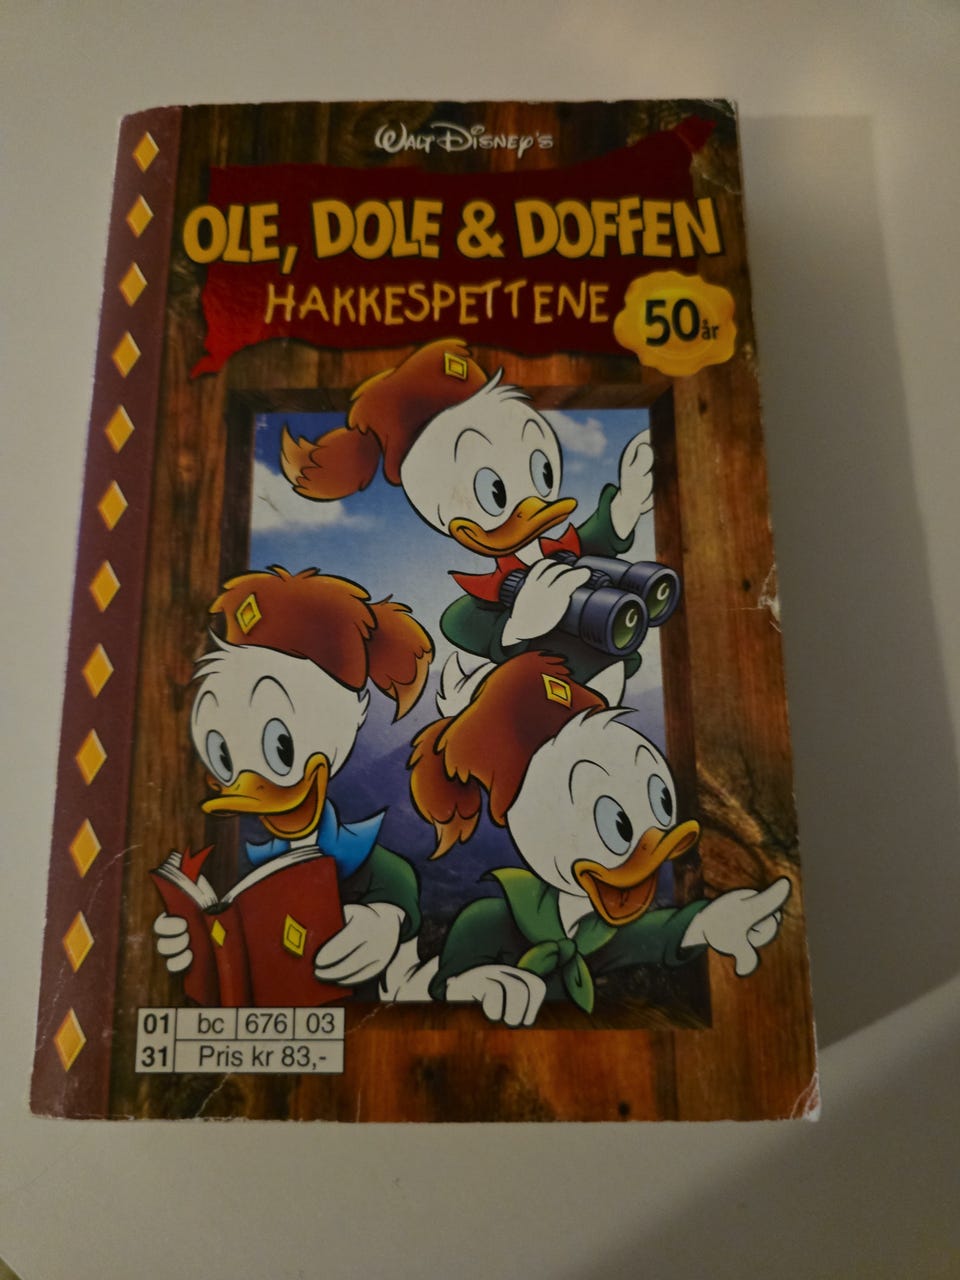 WALT DISNEY'S
OLE, DOLE & DOFFEN
HAKKESPETTENE
50 år
01 bc 676 03
31 Pris kr 83,-